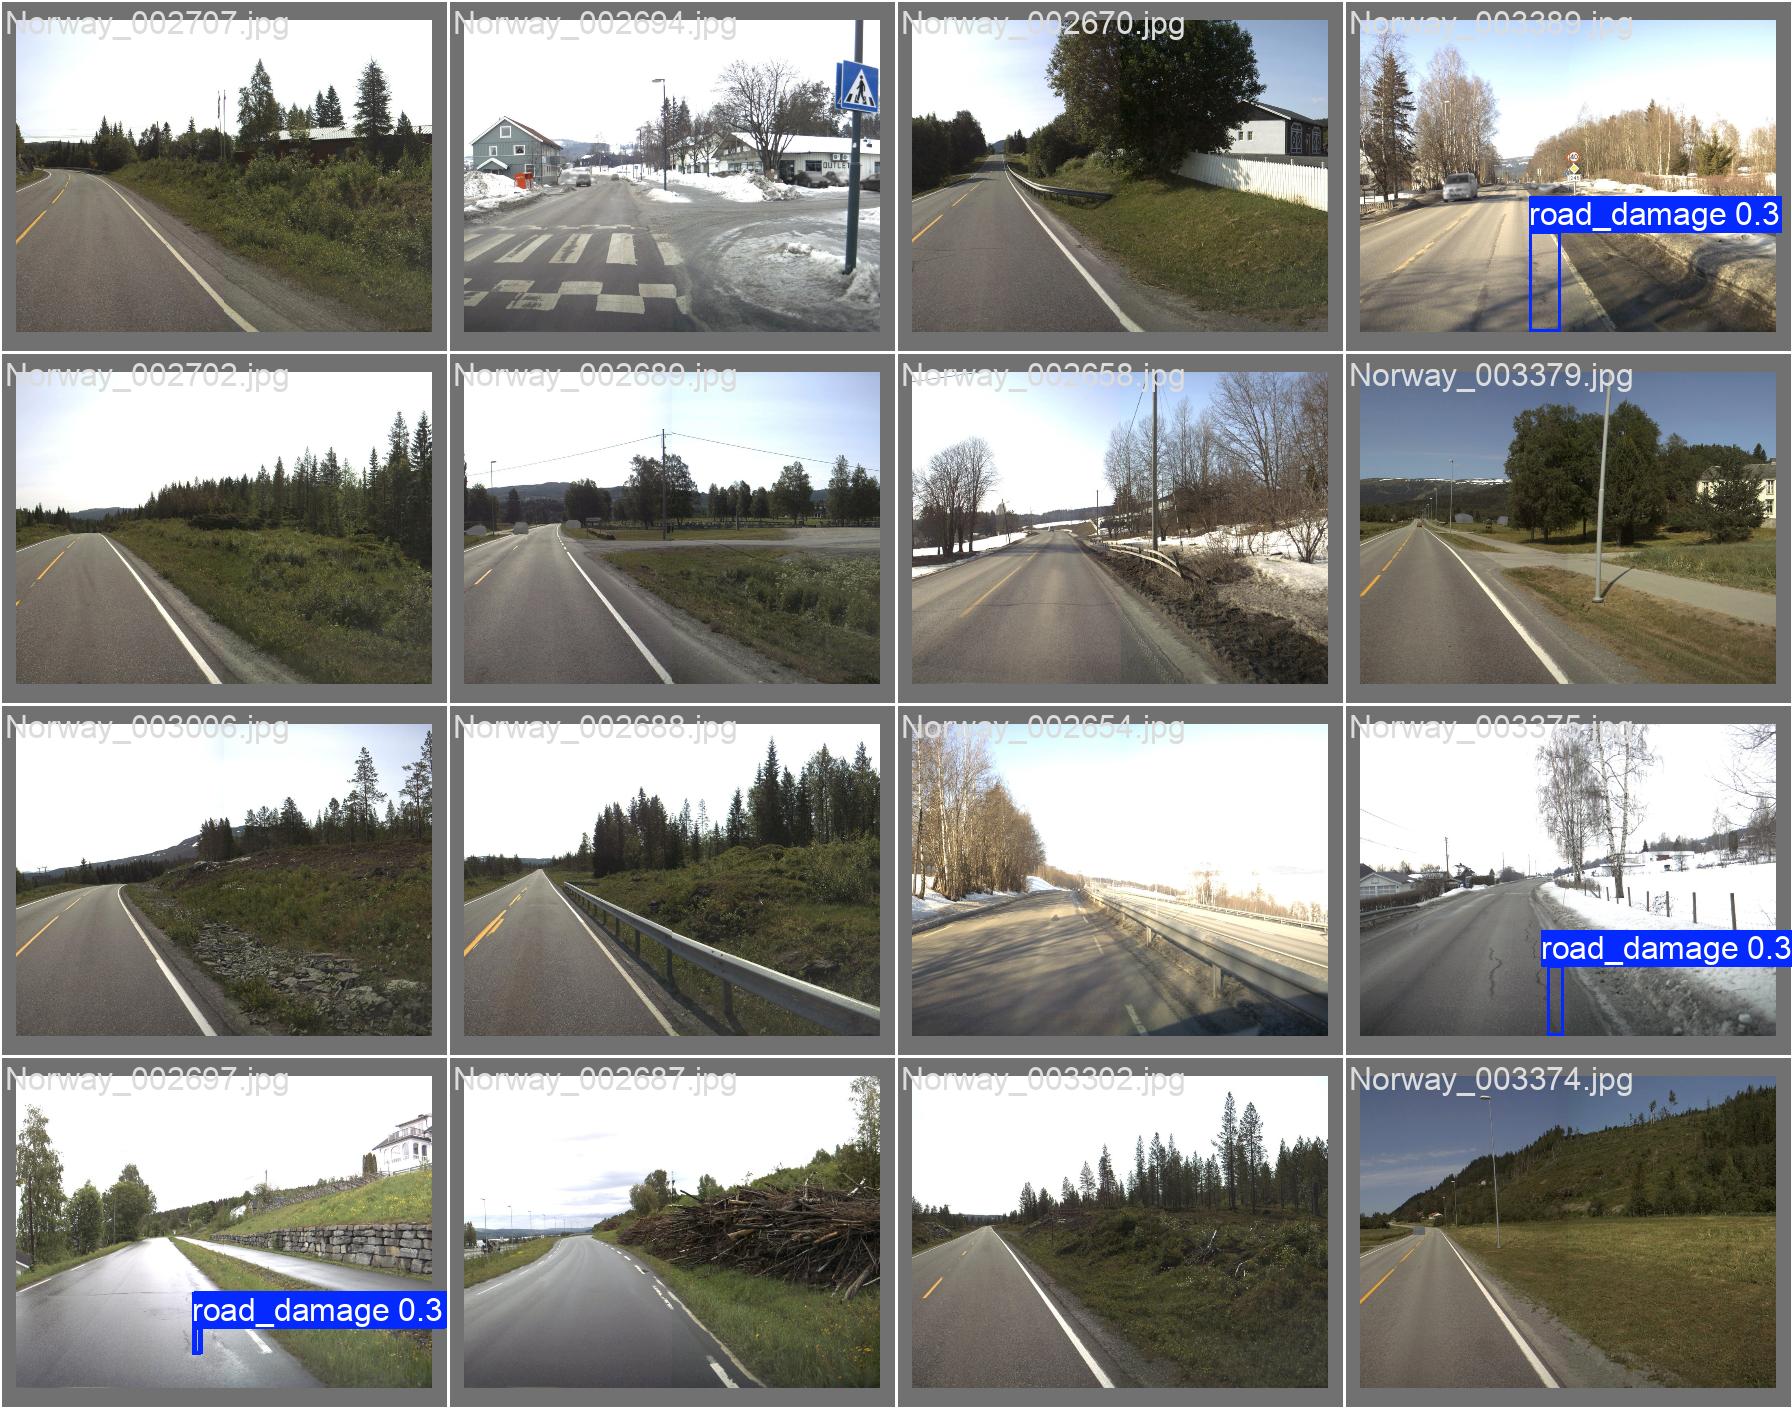 Norway_002707.jpg
Norway_002694.jpg
Norway_002670.jpg
Norway_003389.jpg
OUTLET
road_damage 0.3
Norway_002702.jpg
Norway_002689.jpg
Norway_002658.jpg
Norway_003379.jpg
Norway_003006.jpg
Norway_002688.jpg
Norway_002654.jpg
Norway_003375.jpg
road_damage 0.3
Norway_002697.jpg
Norway_002687.jpg
Norway_003302.jpg
Norway_003374.jpg
road_damage 0.3